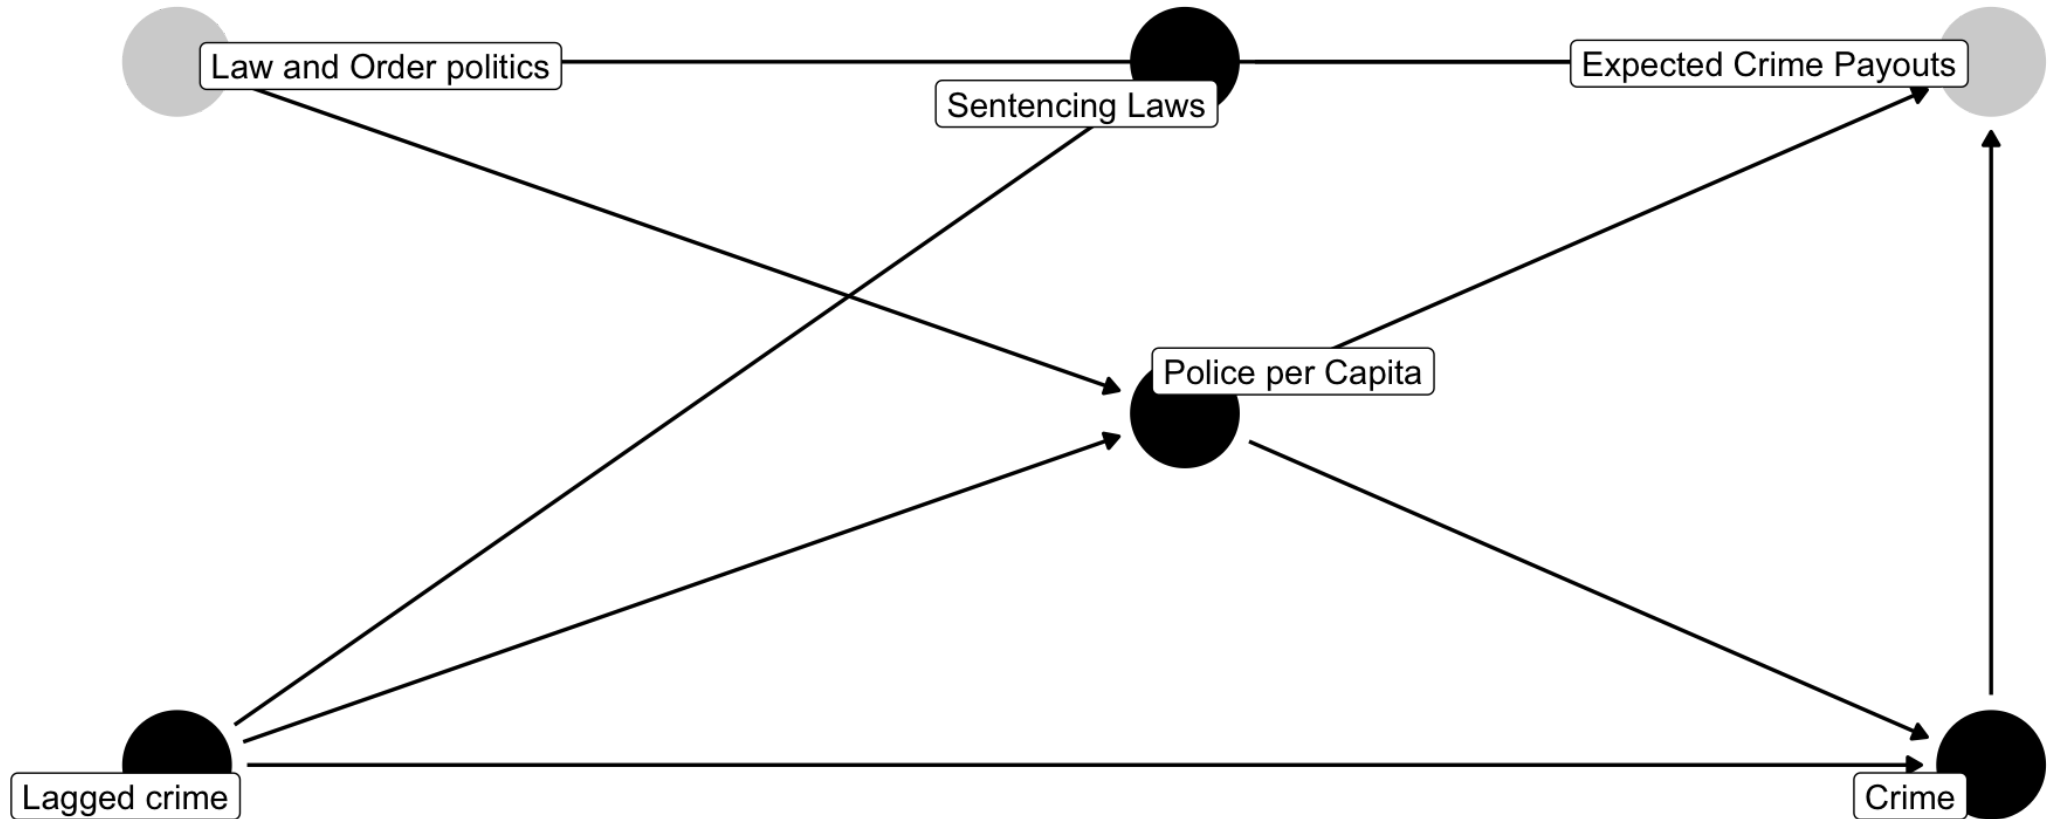 Law and Order politics
Expected Crime Payouts
Sentencing Laws
Police per Capita
Lagged crime
Crime